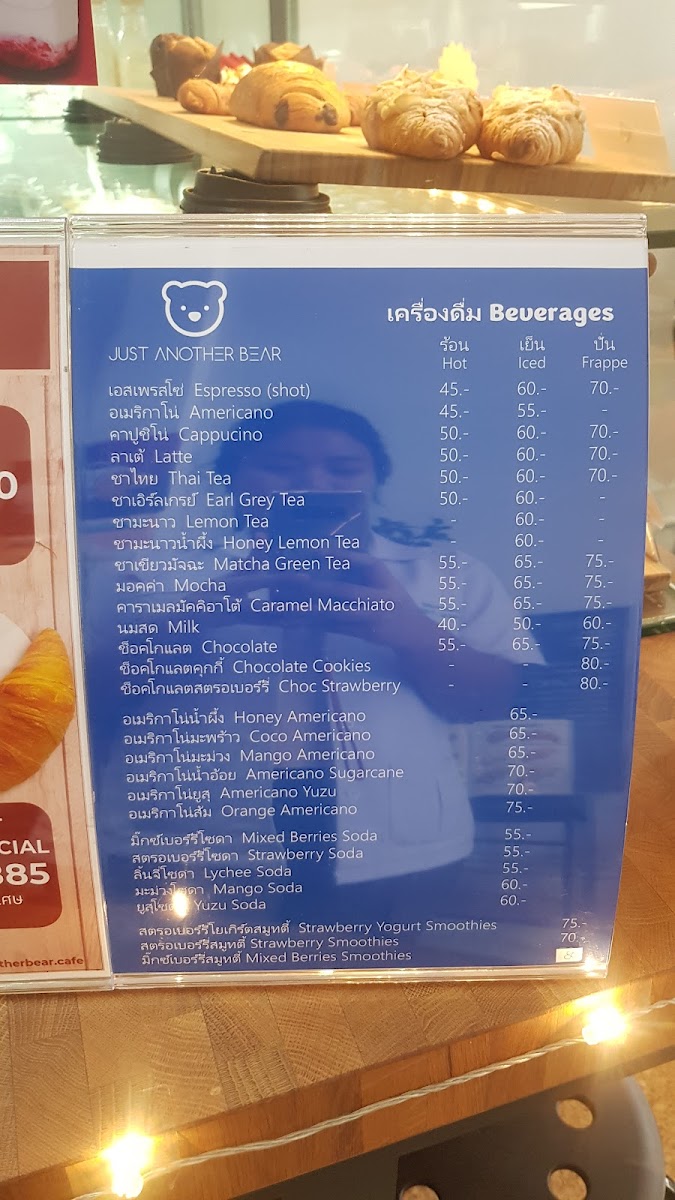 JUST ANOTHER BEAR
เครื่องดื่ม Beverages
ร้อน เย็น ปั่น
Hot Iced Frappe
เอสเพรสโซ่ Espresso (shot) 45.- 60.- 70.-
อเมริกาโน่ Americano 45.- 55.- -
คาปูชิโน่ Cappucino 50.- 60.- 70.-
ลาเต้ Latte 50.- 60.- 70.-
ชาไทย Thai Tea 50.- 60.- 70.-
ชาเอิร์ลเกรย์ Earl Grey Tea 50.- 60.- -
ชามะนาว Lemon Tea - 60.- -
ชามะนาวน้ำผึ้ง Honey Lemon Tea - 60.- -
ชาเขียวมัจฉะ Matcha Green Tea 55.- 65.- 75.-
มอคค่า Mocha 55.- 65.- 75.-
คาราเมลมัคคิอาโต้ Caramel Macchiato 55.- 65.- 75.-
นมสด Milk 40.- 50.- 60.-
ช็อคโกแลต Chocolate 55.- 65.- 75.-
ช็อคโกแลตคุกกี้ Chocolate Cookies - - 80.-
ช็อคโกแลตสตรอเบอร์รี่ Choc Strawberry - - 80.-
อเมริกาโน่น้ำผึ้ง Honey Americano 65.-
อเมริกาโน่มะพร้าว Coco Americano 65.-
อเมริกาโน่มะม่วง Mango Americano 65.-
อเมริกาโน่น้ำอ้อย Americano Sugarcane 70.-
อเมริกาโน่ยูสุ Americano Yuzu 70.-
อเมริกาโน่ส้ม Orange Americano 75.-
มิ๊กซ์เบอร์รี่โซดา Mixed Berries Soda 55.-
สตรอเบอร์รี่โซดา Strawberry Soda 55.-
ลิ้นจี่โซดา Lychee Soda 55.-
มะม่วงโซดา Mango Soda 60.-
ยูสุโซดา Yuzu Soda 60.-
สตรอเบอร์รี่โยเกิร์ตสมูทตี้ Strawberry Yogurt Smoothies 75.-
สตรอเบอร์รี่สมูทตี้ Strawberry Smoothies 70.-
มิ๊กซ์เบอร์รี่สมูทตี้ Mixed Berries Smoothies
0
CIAL
385
เศษ
therbear.cafe